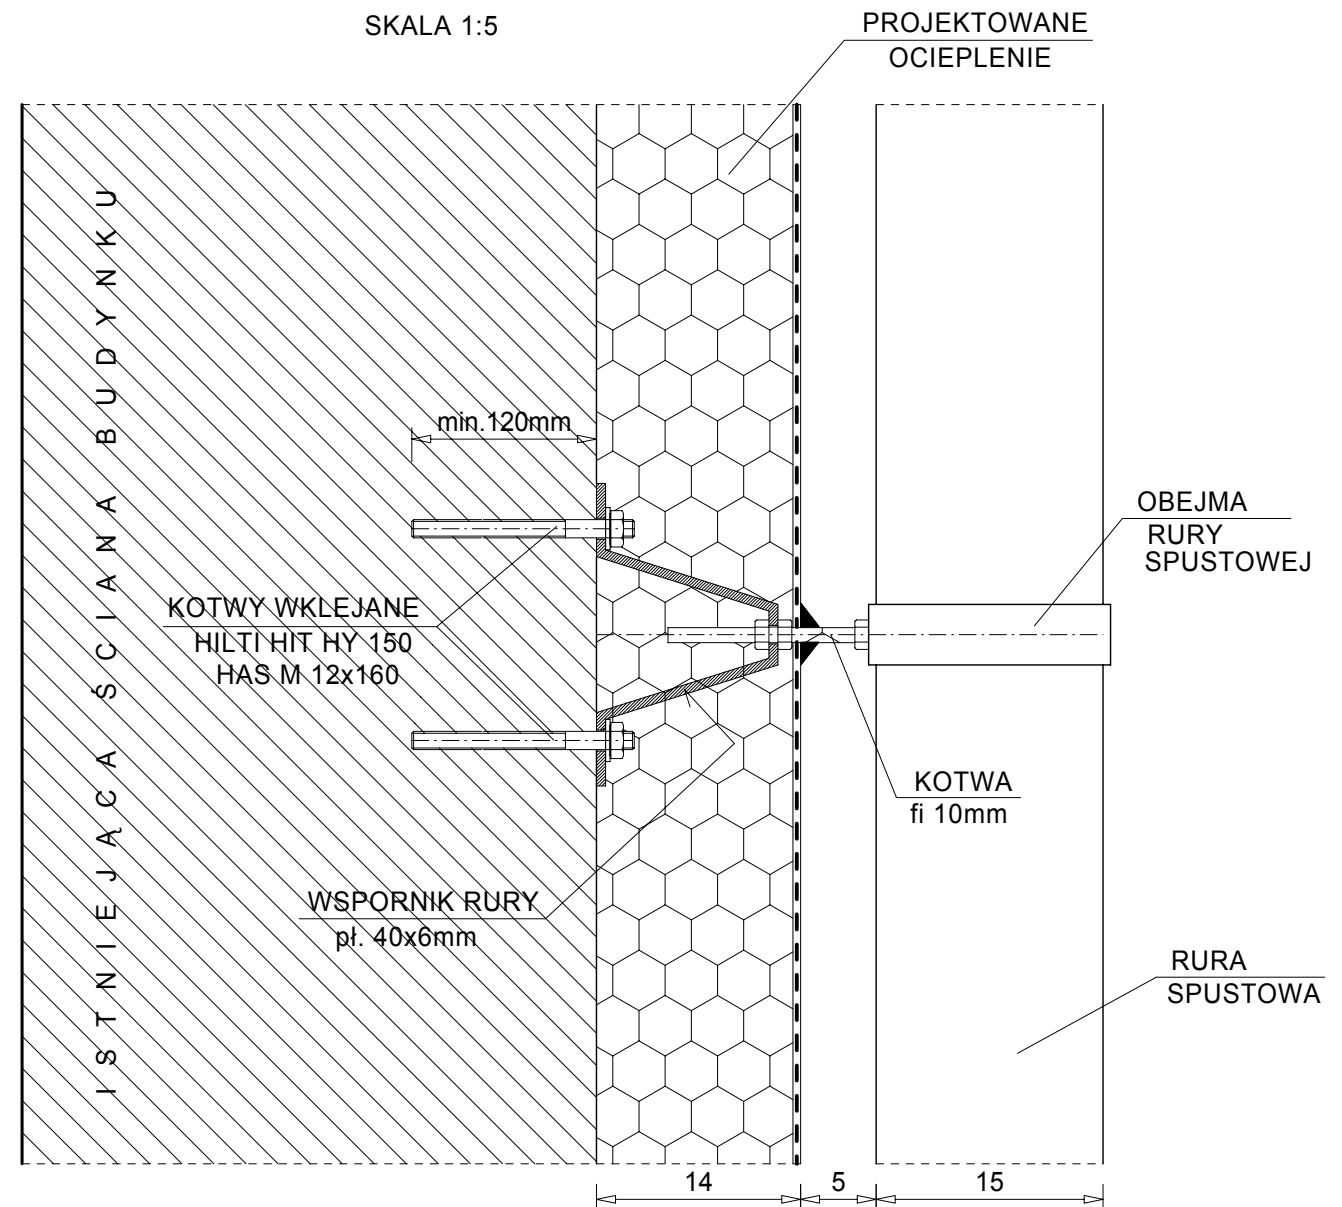 SKALA 1:5
PROJEKTOWANE
OCIEPLENIE
ISTNIEJĄCA ŚCIANA BUDYNKU
min.120mm
OBEJMA
RURY
SPUSTOWEJ
KOTWY WKLEJANE
HILTI HIT HY 150
HAS M 12x160
KOTWA
fi 10mm
WSPORNIK RURY
pł. 40x6mm
RURA
SPUSTOWA
14
5
15